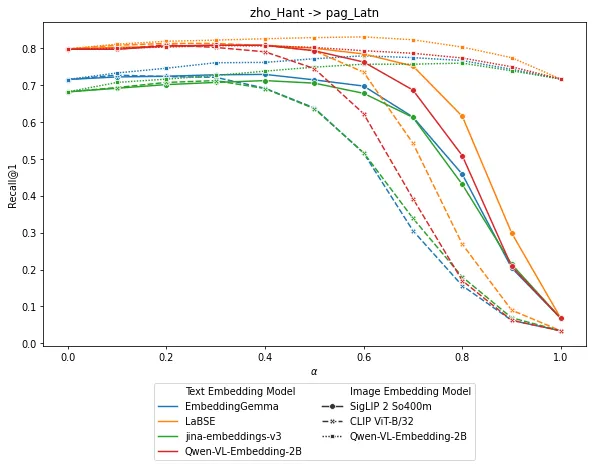 zho_Hant -> pag_Latn
Recall@1
0.8
0.7
0.6
0.5
0.4
0.3
0.2
0.1
0.0
0.0 0.2 0.4 0.6 0.8 1.0
α
Text Embedding Model Image Embedding Model
EmbeddingGemma SigLIP 2 So400m
LaBSE CLIP ViT-B/32
jina-embeddings-v3 Qwen-VL-Embedding-2B
Qwen-VL-Embedding-2B